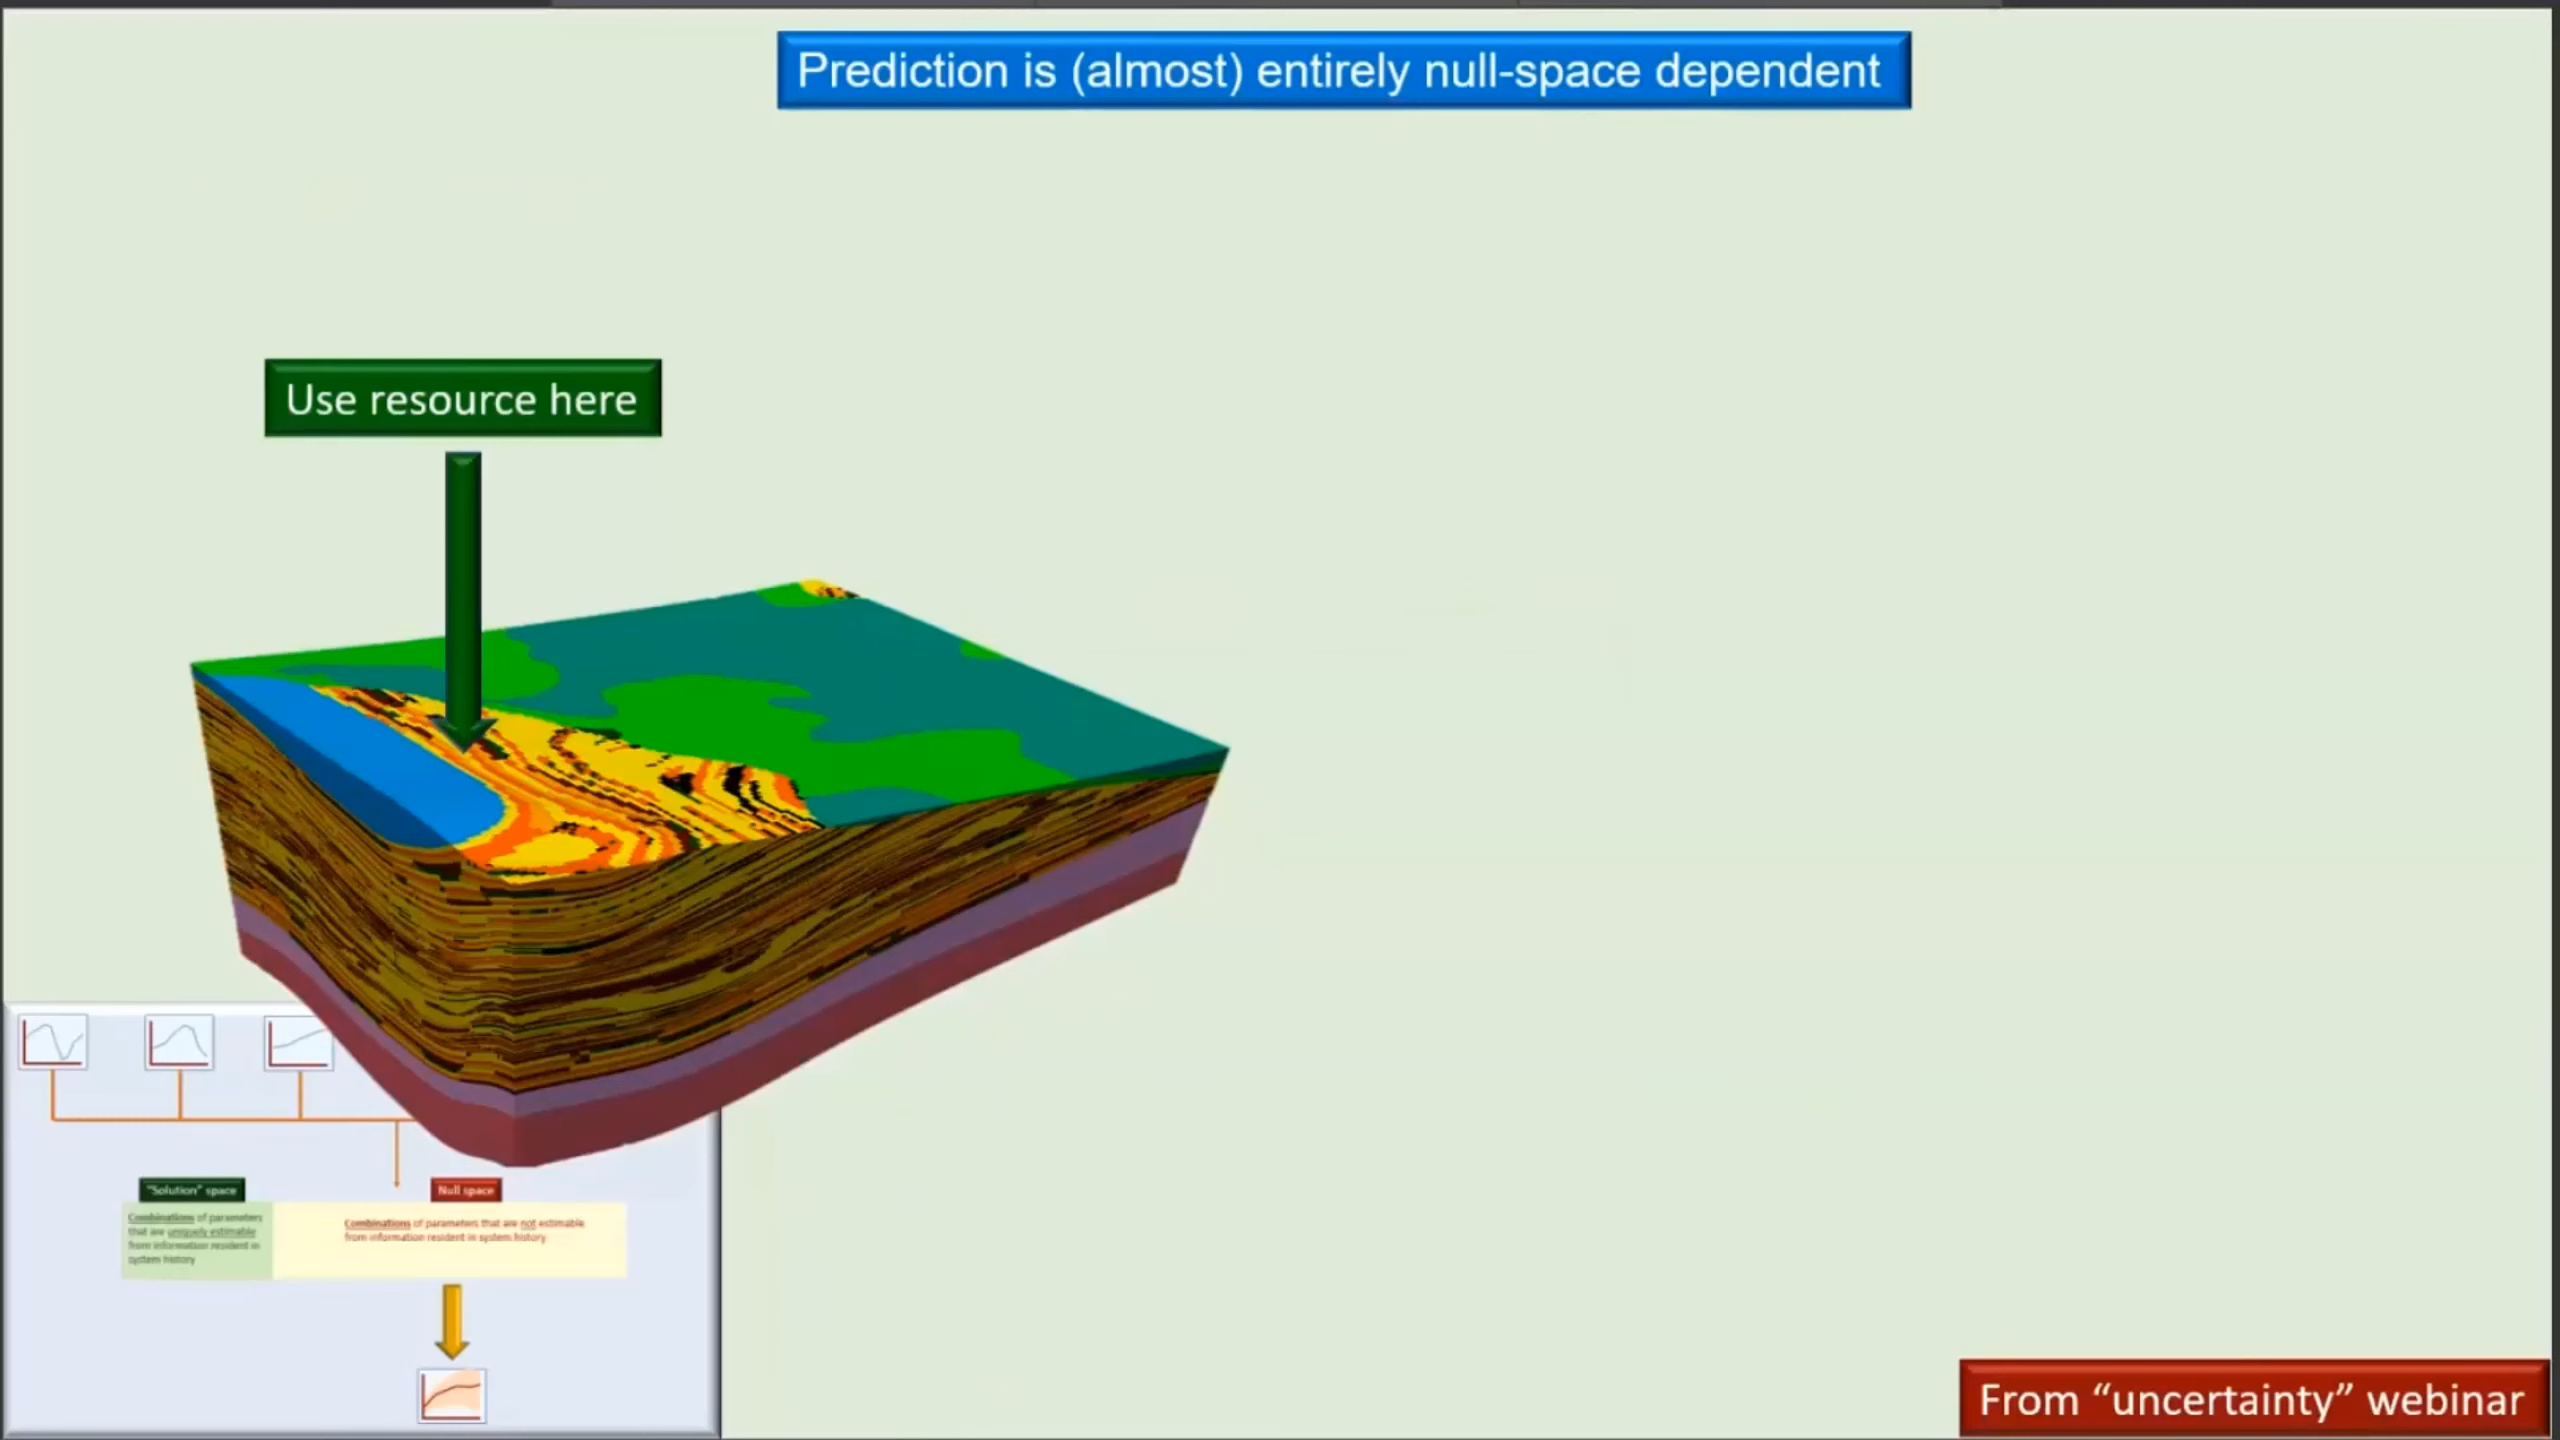 Prediction is (almost) entirely null-space dependent
Use resource here
"Solution" space
Combinations of parameters
that are uniquely estimable
from information resident in
system history
Null space
Combinations of parameters that are not estimable
from information resident in system history
From “uncertainty” webinar